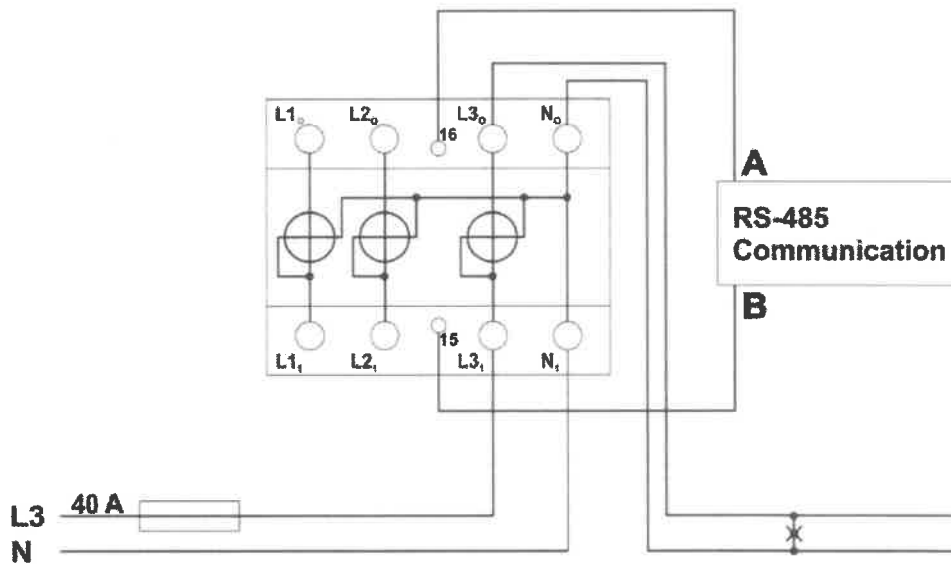 L1o L2o 16 L3o No
A
RS-485
Communication
B
15
L11 L21 L31 N1
L3 40 A
N